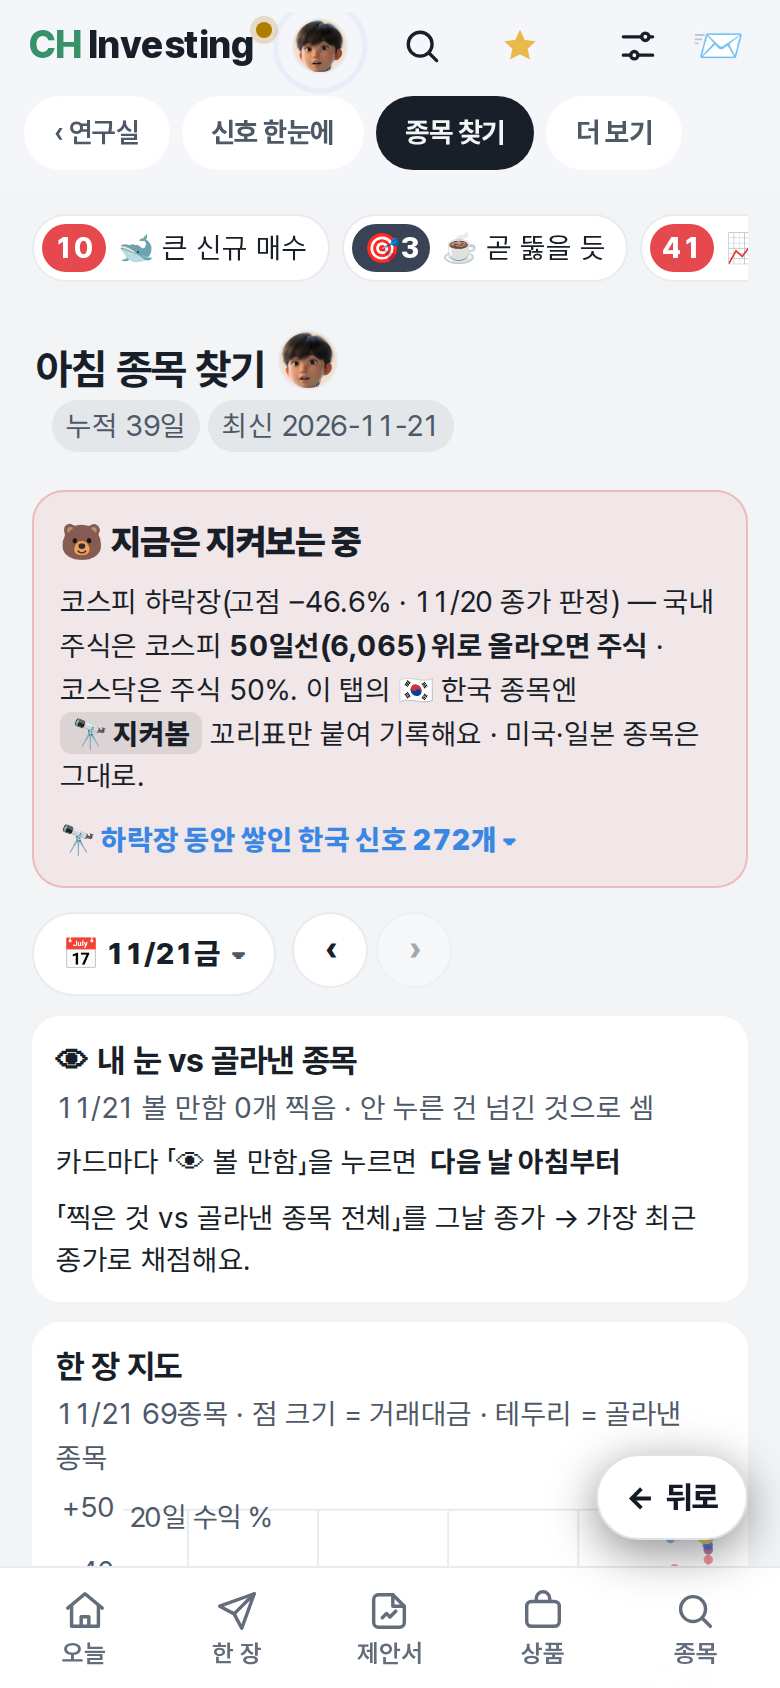 CH Investing
‹ 연구실
신호 한눈에
종목 찾기
더 보기
10 🐋 큰 신규 매수
🎯3 ☕ 곧 뚫을 듯
41
아침 종목 찾기
누적 39일
최신 2026-11-21
🐻 지금은 지켜보는 중
코스피 하락장(고점 −46.6% · 11/20 종가 판정) — 국내
주식은 코스피 50일선(6,065) 위로 올라오면 주식 ·
코스닥은 주식 50%. 이 탭의 🇰🇷 한국 종목엔
🔭 지켜봄 꼬리표만 붙여 기록해요 · 미국·일본 종목은
그대로.
🔭 하락장 동안 쌓인 한국 신호 272개
📅 11/21금
‹
›
👁 내 눈 vs 골라낸 종목
11/21 볼 만함 0개 찍음 · 안 누른 건 넘긴 것으로 셈
카드마다 「👁 볼 만함」을 누르면 다음 날 아침부터
「찍은 것 vs 골라낸 종목 전체」를 그날 종가 → 가장 최근
종가로 채점해요.
한 장 지도
11/21 69종목 · 점 크기 = 거래대금 · 테두리 = 골라낸
종목
+50 20일 수익 %
← 뒤로
오늘
한 장
제안서
상품
종목